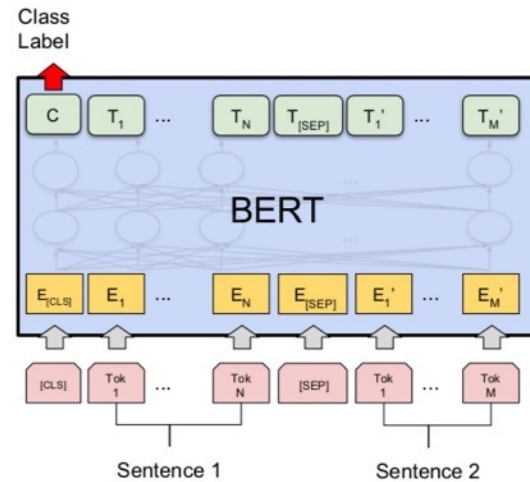 Class
Label
C T1 ... TN T[SEP] T1' ... TM'
...
BERT
...
E[CLS] E1 ... EN E[SEP] E1' ... EM'
[CLS] Tok 1 ... Tok N [SEP] Tok 1 ... Tok M
Sentence 1 Sentence 2